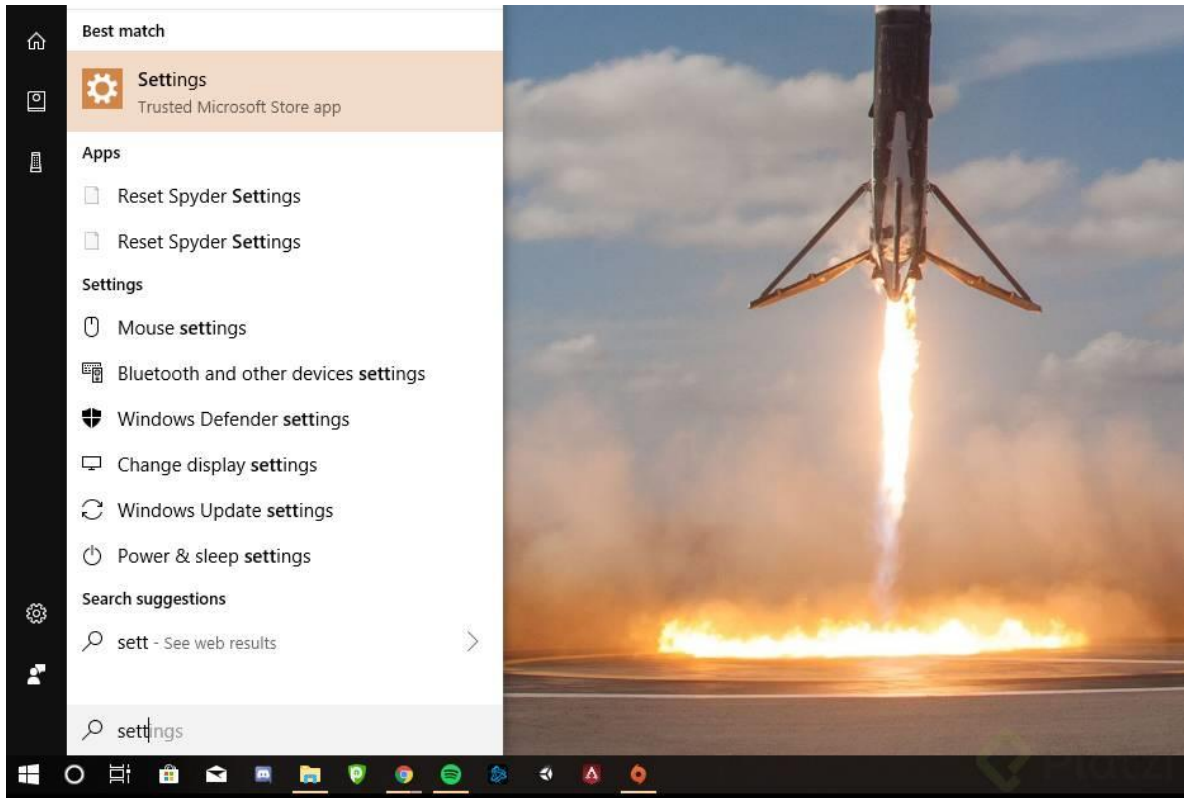 Best match
Settings
Trusted Microsoft Store app
Apps
Reset Spyder Settings
Reset Spyder Settings
Settings
Mouse settings
Bluetooth and other devices settings
Windows Defender settings
Change display settings
Windows Update settings
Power & sleep settings
Search suggestions
sett - See web results
settings